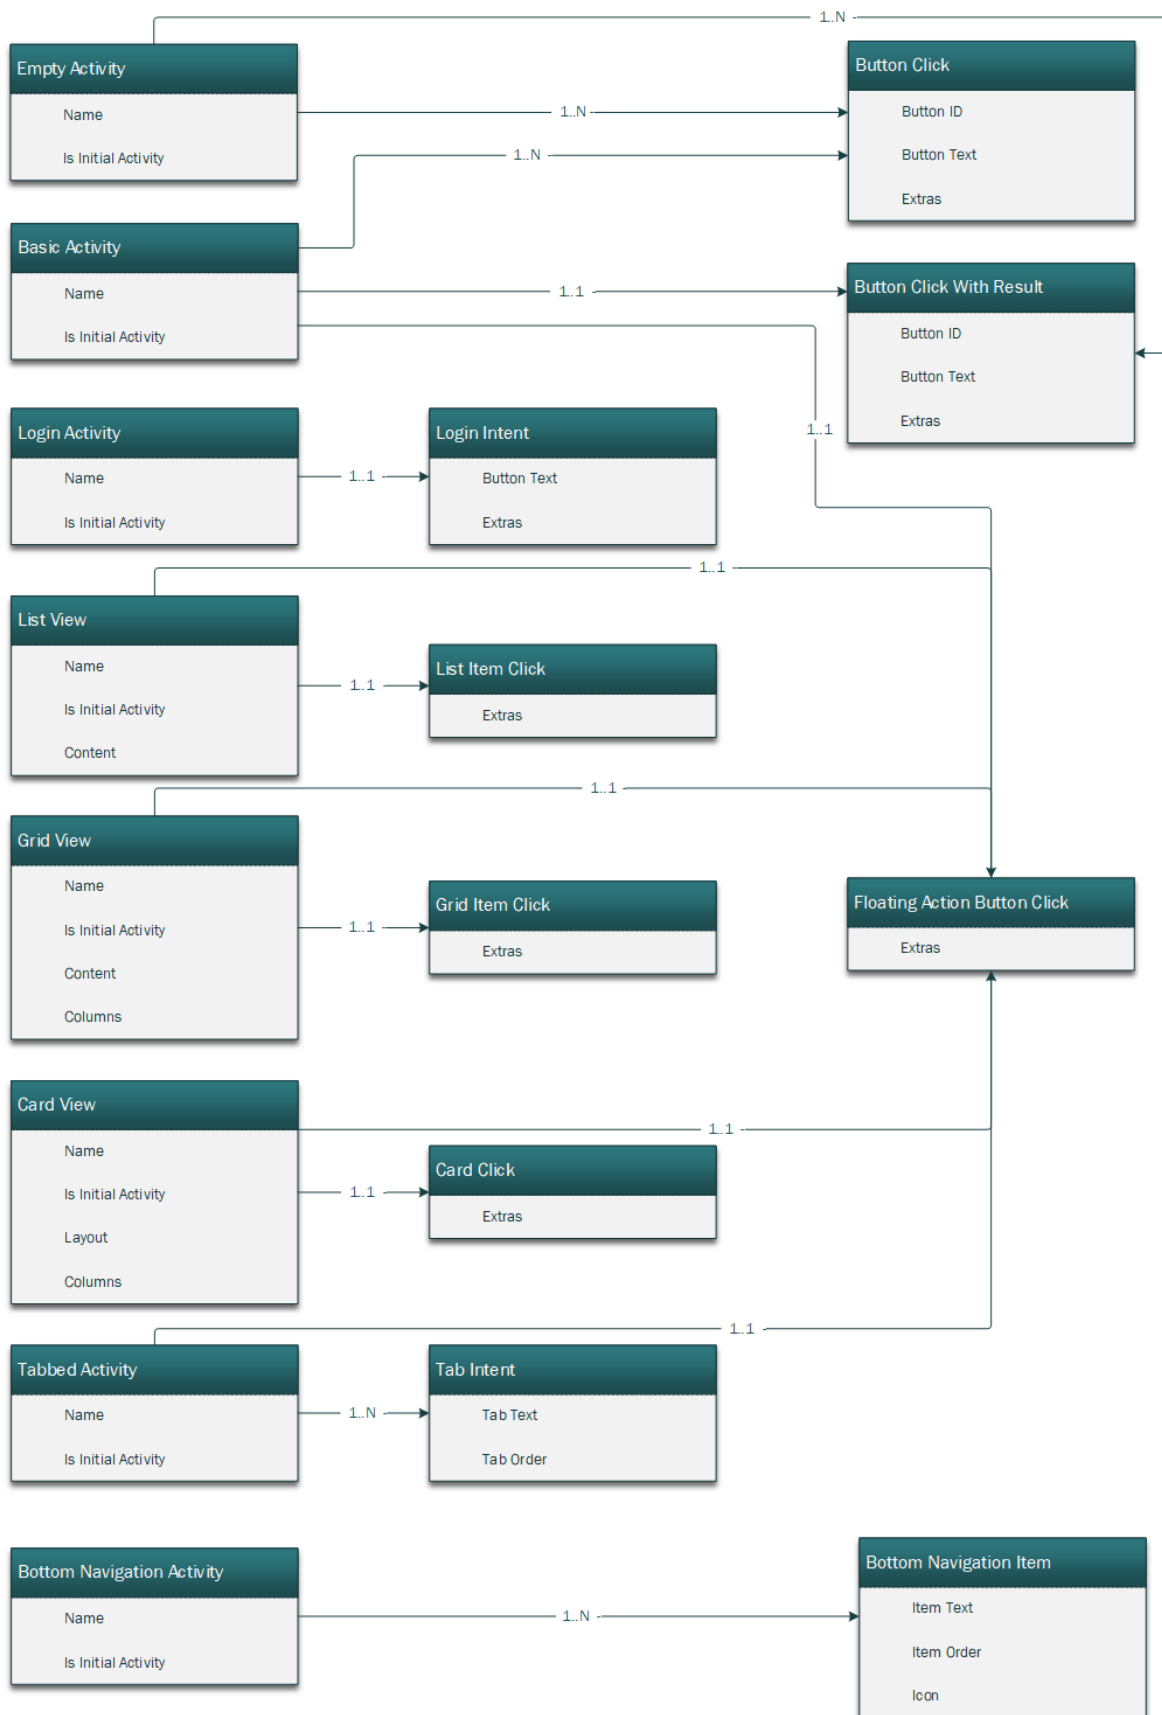 1..N
Empty Activity
Name
Is Initial Activity
1..N
1..N
Button Click
Button ID
Button Text
Extras
Basic Activity
Name
Is Initial Activity
1..1
Button Click With Result
Button ID
Button Text
Extras
1..1
Login Activity
Name
Is Initial Activity
1..1
Login Intent
Button Text
Extras
1..1
List View
Name
Is Initial Activity
Content
1..1
List Item Click
Extras
1..1
Grid View
Name
Is Initial Activity
Content
Columns
1..1
Grid Item Click
Extras
Floating Action Button Click
Extras
Card View
Name
Is Initial Activity
Layout
Columns
1..1
1..1
Card Click
Extras
1..1
Tabbed Activity
Name
Is Initial Activity
1..N
Tab Intent
Tab Text
Tab Order
Bottom Navigation Activity
Name
Is Initial Activity
1..N
Bottom Navigation Item
Item Text
Item Order
Icon